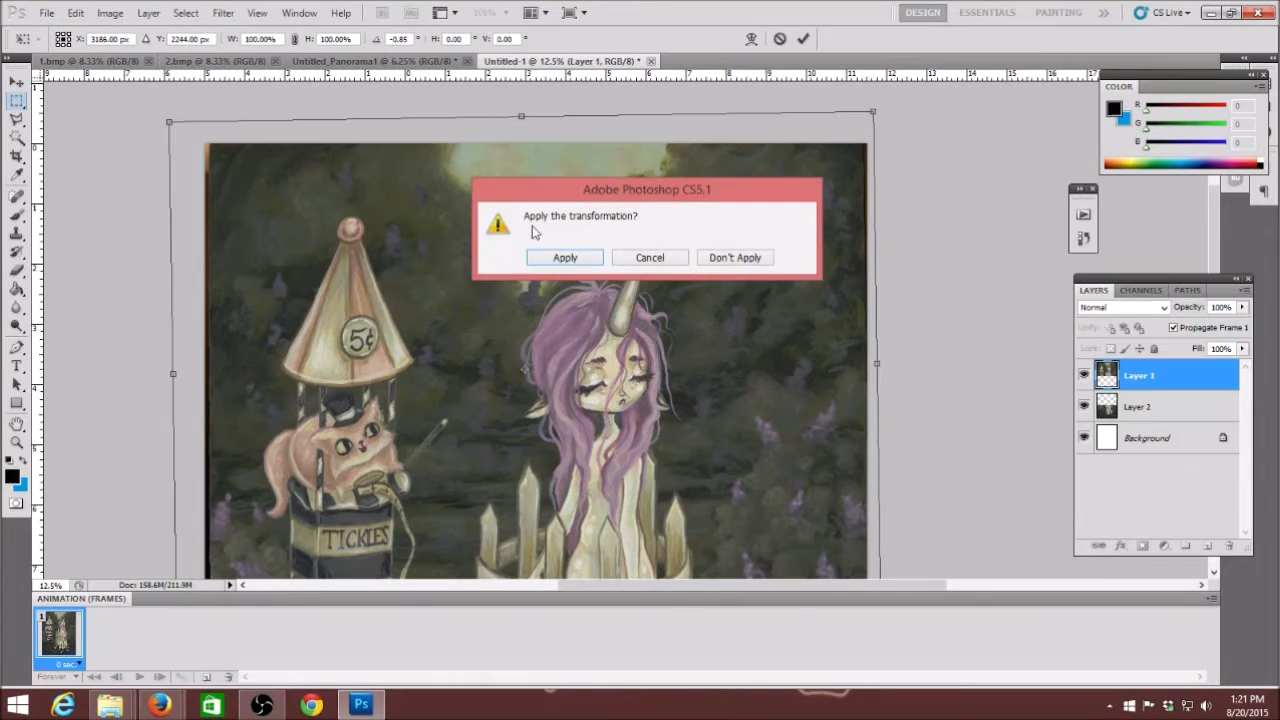 Ps File Edit Image Layer Select Filter View Window Help 100% DESIGN ESSENTIALS PAINTING CS Live
X: 3186.00 px Y: 2244.00 px W: 100.00% H: 100.00% -0.85 ° H: 0.00 ° V: 0.00 °
1.bmp @ 8.33% (RGB/8) 2.bmp @ 8.33% (RGB/8) Untitled_Panorama1 @ 6.25% (RGB/8) * Untitled-1 @ 12.5% (Layer 1, RGB/8) *
COLOR
R 0
G 0
B 0
Adobe Photoshop CS5.1
Apply the transformation?
Apply Cancel Don't Apply
5¢
TICKLES
LAYERS CHANNELS PATHS
Normal Opacity: 100%
Unify: Propagate Frame 1
Lock: Fill: 100%
Layer 1
Layer 2
Background
12.5% Doc: 158.6M/211.9M
ANIMATION (FRAMES)
1
0 sec.
Forever
Ps
1:21 PM
8/20/2015